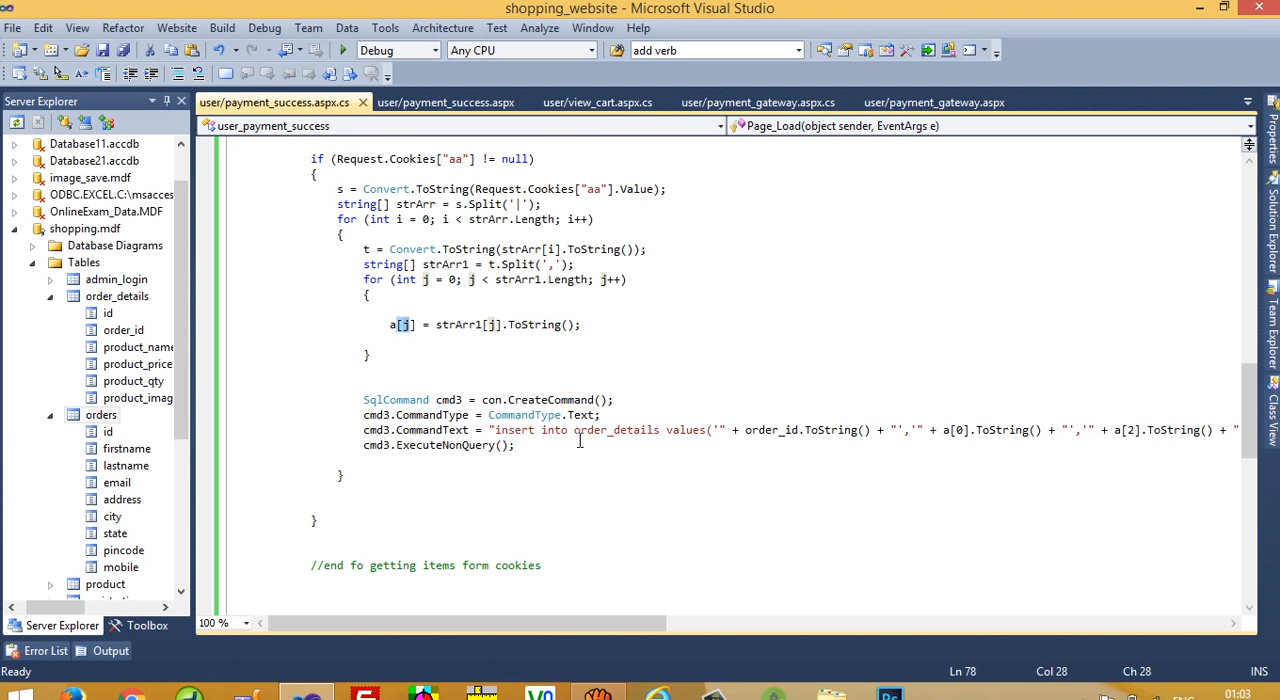 shopping_website - Microsoft Visual Studio
File Edit View Refactor Website Build Debug Team Data Tools Architecture Test Analyze Window Help
Debug Any CPU add verb
Server Explorer
user/payment_success.aspx.cs user/payment_success.aspx user/view_cart.aspx.cs user/payment_gateway.aspx.cs user/payment_gateway.aspx
user_payment_success Page_Load(object sender, EventArgs e)
Database11.accdb
Database21.accdb
image_save.mdf
ODBC.EXCEL.C:\msacces
OnlineExam_Data.MDF
shopping.mdf
Database Diagrams
Tables
admin_login
order_details
id
order_id
product_name
product_price
product_qty
product_imag
orders
id
firstname
lastname
email
address
city
state
pincode
mobile
product
if (Request.Cookies["aa"] != null)
{
s = Convert.ToString(Request.Cookies["aa"].Value);
string[] strArr = s.Split('|');
for (int i = 0; i < strArr.Length; i++)
{
t = Convert.ToString(strArr[i].ToString());
string[] strArr1 = t.Split(',');
for (int j = 0; j < strArr1.Length; j++)
{
a[j] = strArr1[j].ToString();
}
SqlCommand cmd3 = con.CreateCommand();
cmd3.CommandType = CommandType.Text;
cmd3.CommandText = "insert into order_details values('" + order_id.ToString() + "','" + a[0].ToString() + "','" + a[2].ToString() + "
cmd3.ExecuteNonQuery();
}
}
//end fo getting items form cookies
100 %
Server Explorer Toolbox
Error List Output
Properties
Solution Explorer
Team Explorer
Class View
Ready Ln 78 Col 28 Ch 28 INS
01:03